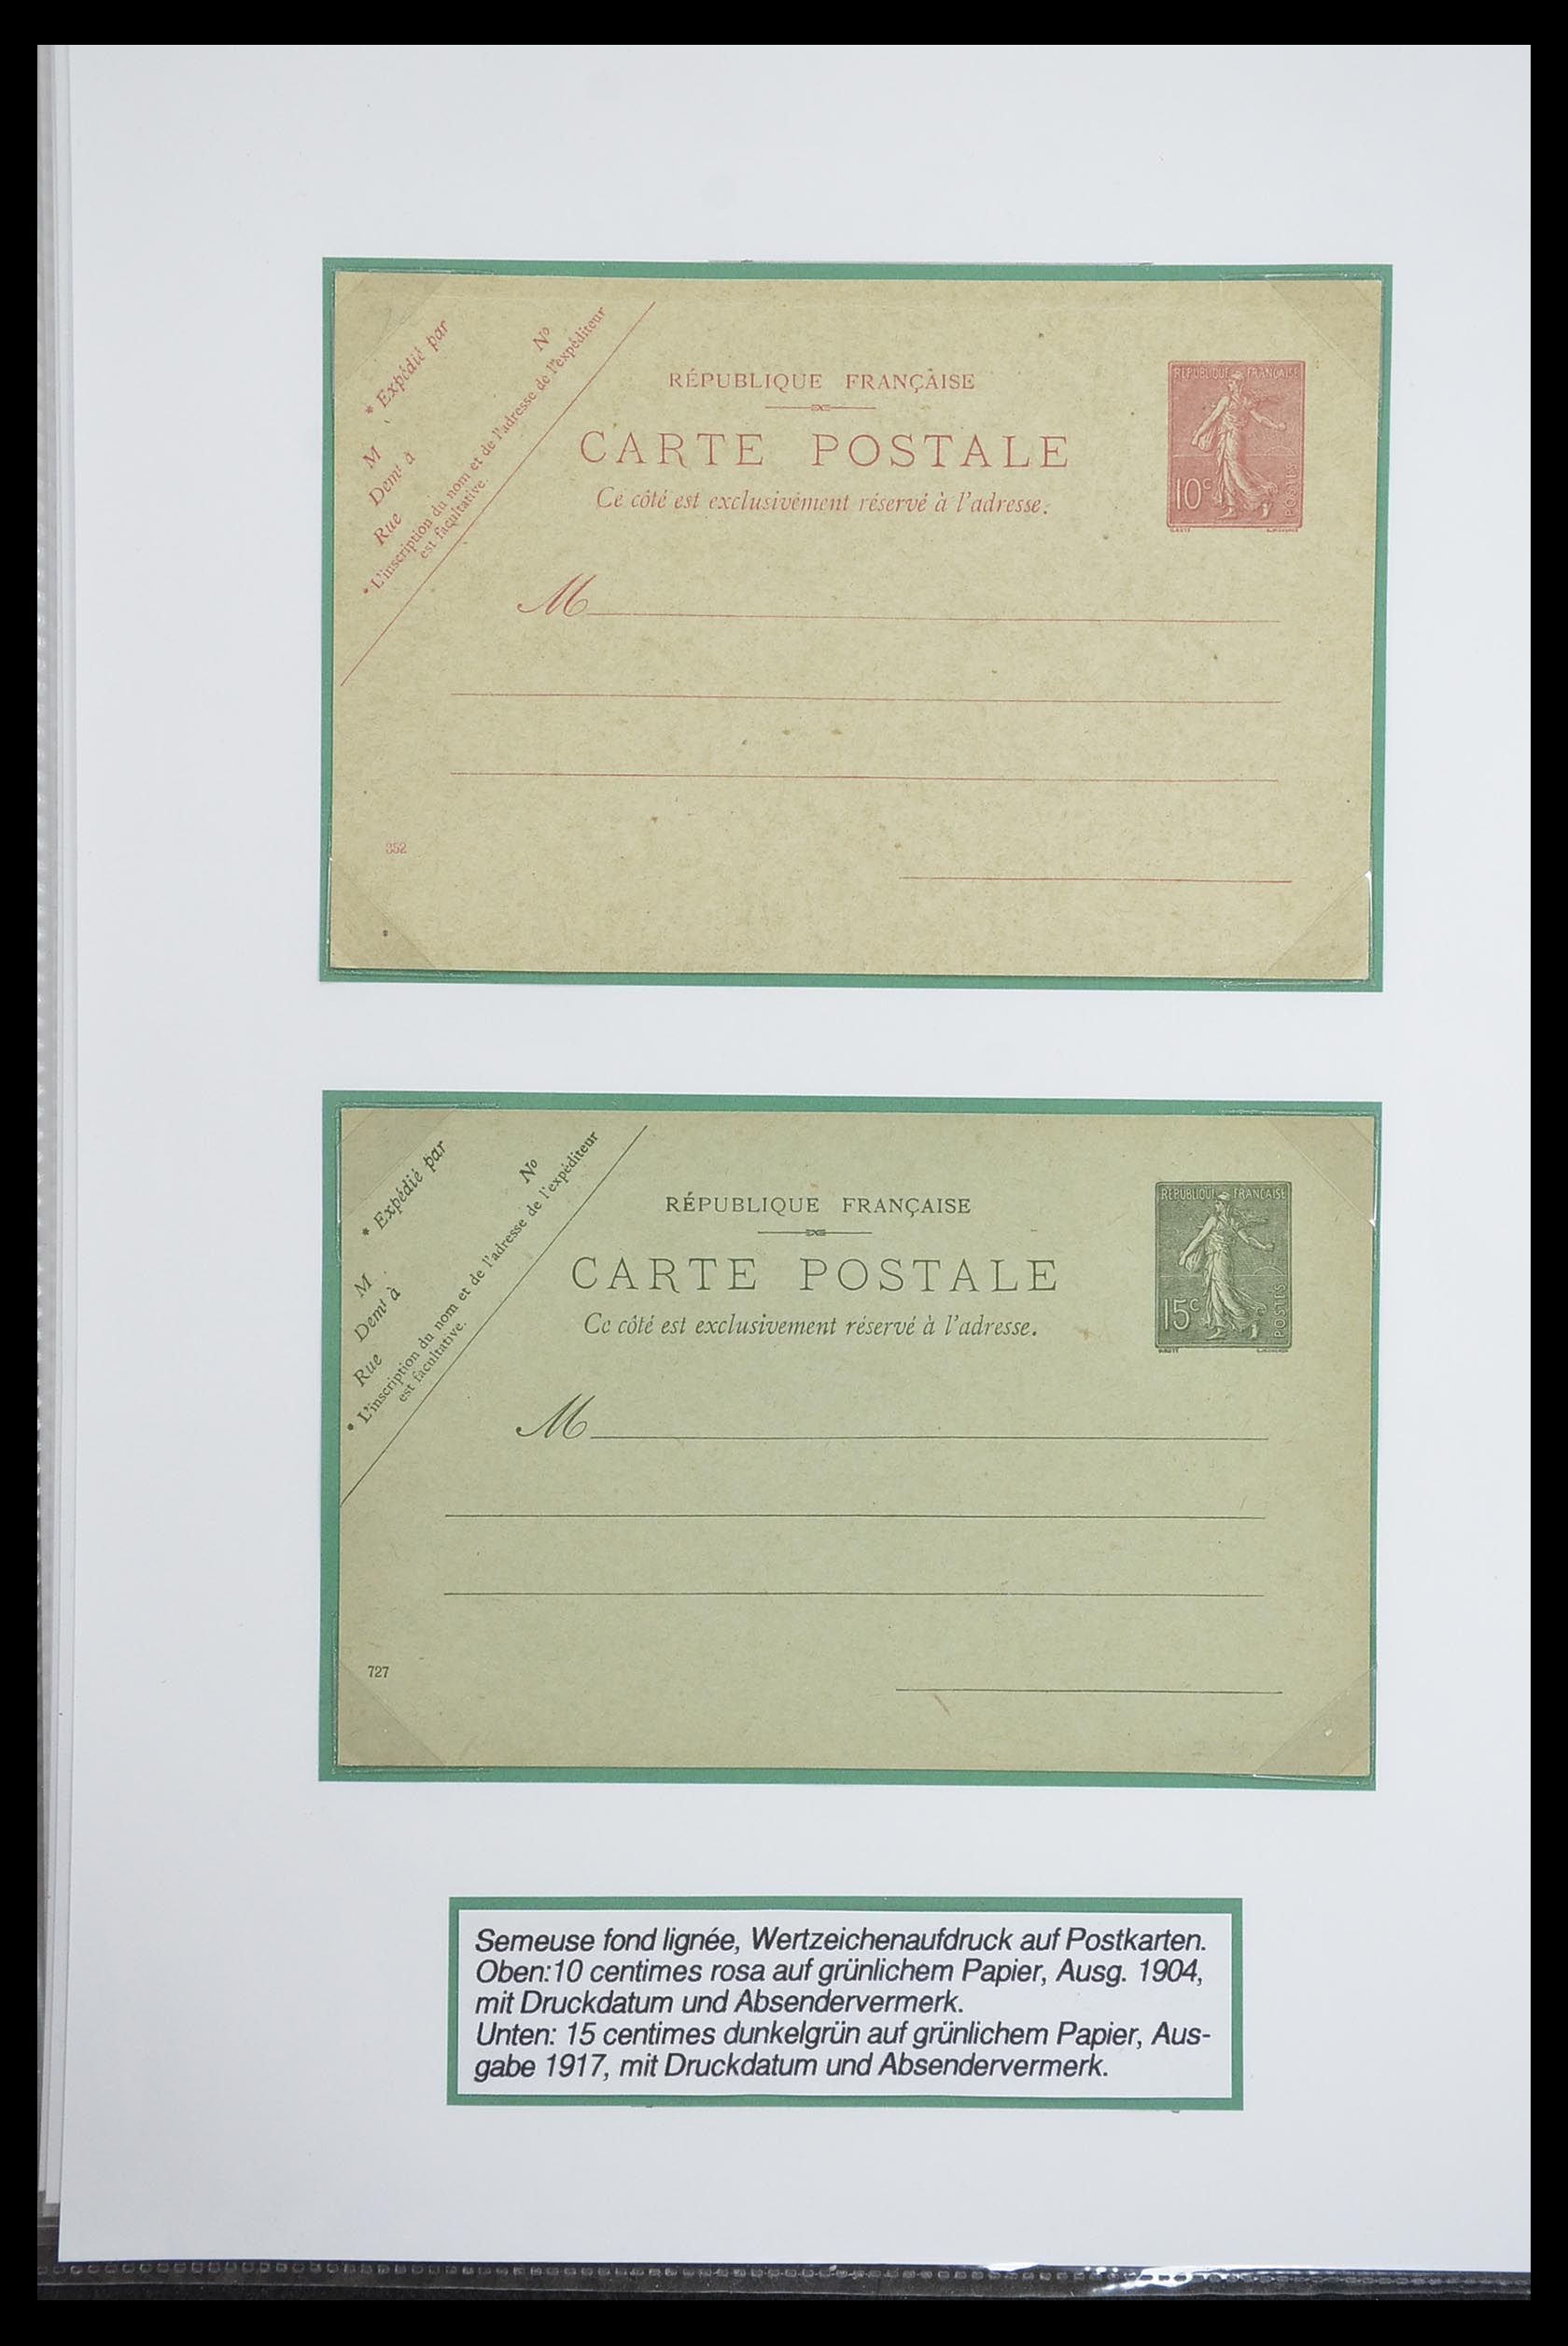 * Expédié par
M
Demt à
Rue
No
* L'inscription du nom et de l'adresse de l'expéditeur
est facultative.
RÉPUBLIQUE FRANÇAISE
CARTE POSTALE
Ce côté est exclusivement réservé à l'adresse.
REPUBLIQUE FRANÇAISE
10c
POSTES
M
352
* Expédié par
M
Demt à
Rue
No
* L'inscription du nom et de l'adresse de l'expéditeur
est facultative.
RÉPUBLIQUE FRANÇAISE
CARTE POSTALE
Ce côté est exclusivement réservé à l'adresse.
REPUBLIQUE FRANÇAISE
15c
POSTES
M
727
Semeuse fond lignée, Wertzeichenaufdruck auf Postkarten.
Oben:10 centimes rosa auf grünlichem Papier, Ausg. 1904,
mit Druckdatum und Absendervermerk.
Unten: 15 centimes dunkelgrün auf grünlichem Papier, Aus-
gabe 1917, mit Druckdatum und Absendervermerk.